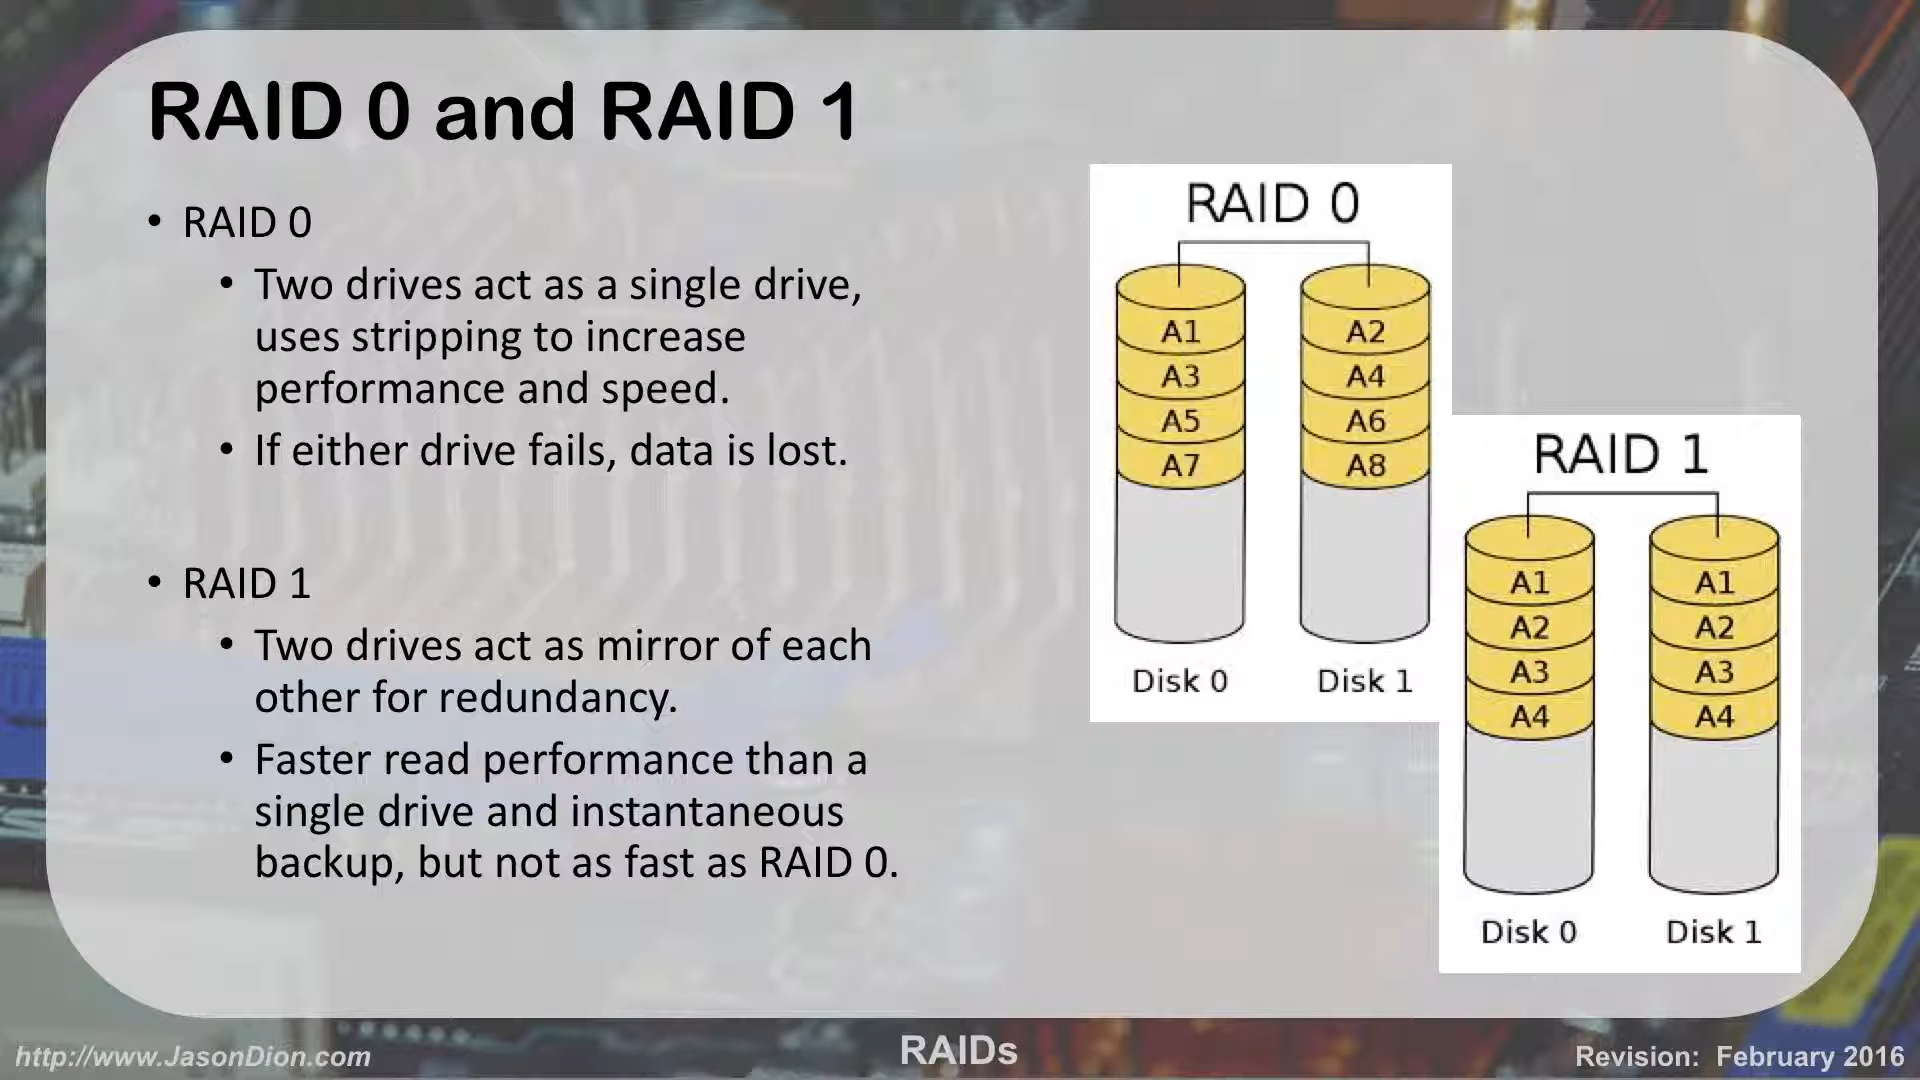 RAID 0 and RAID 1
• RAID 0
• Two drives act as a single drive,
uses stripping to increase
performance and speed.
• If either drive fails, data is lost.
• RAID 1
• Two drives act as mirror of each
other for redundancy.
• Faster read performance than a
single drive and instantaneous
backup, but not as fast as RAID 0.
RAID 0
A1 A2
A3 A4
A5 A6
A7 A8
Disk 0 Disk 1
RAID 1
A1 A1
A2 A2
A3 A3
A4 A4
Disk 0 Disk 1
http://www.JasonDion.com
RAIDs
Revision: February 2016